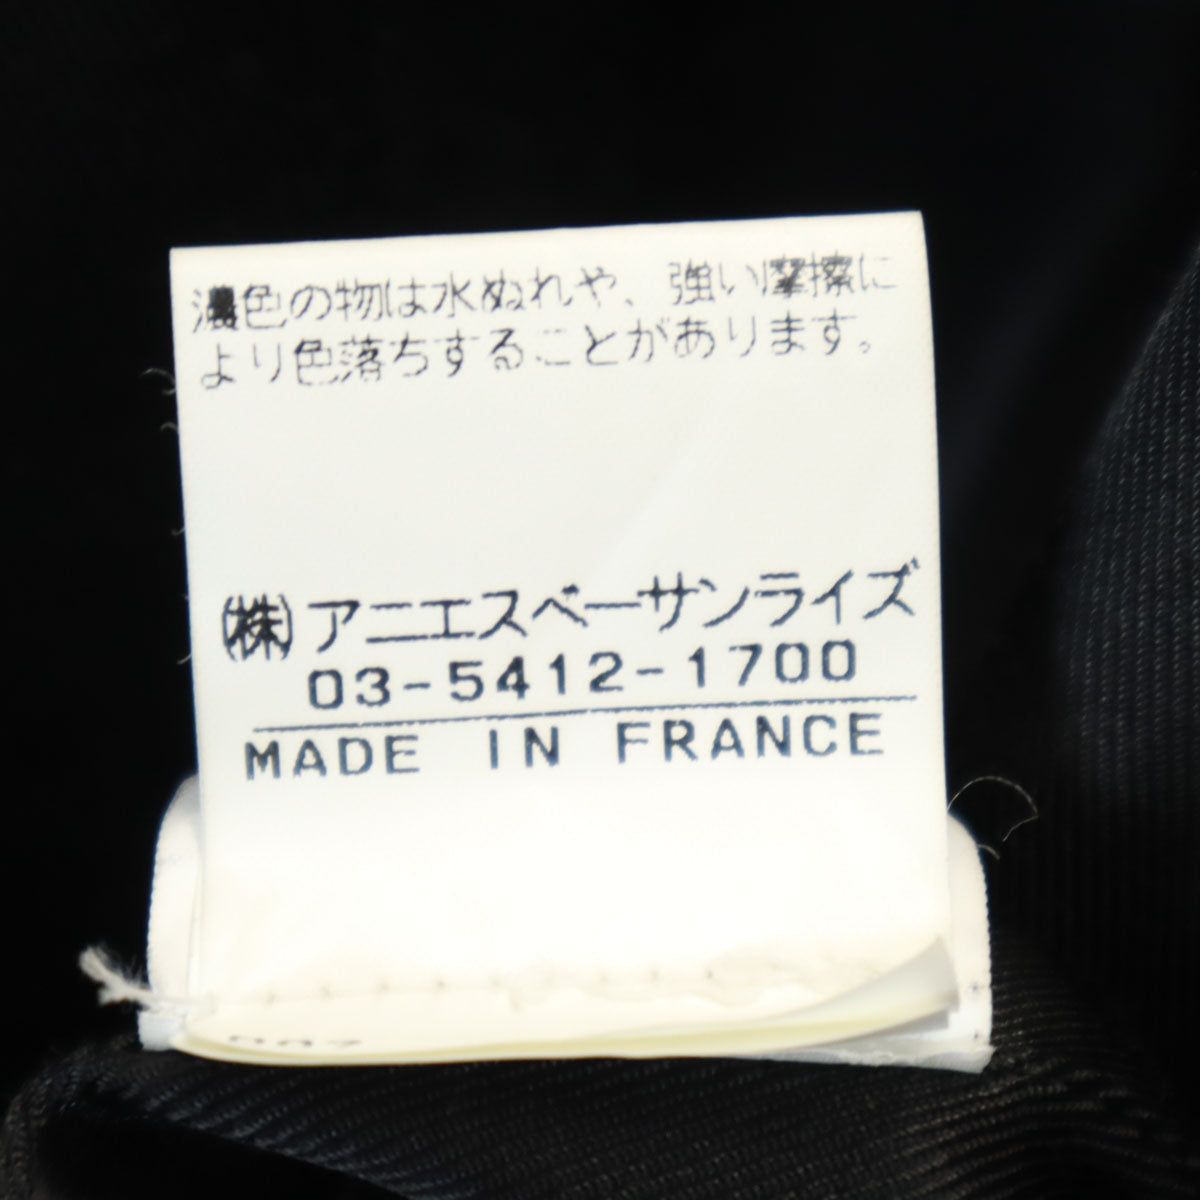 濃色の物は水ぬれや、強い摩擦に
より色落ちすることがあります。
(株)アニエスベーサンライズ
03-5412-1700
MADE IN FRANCE